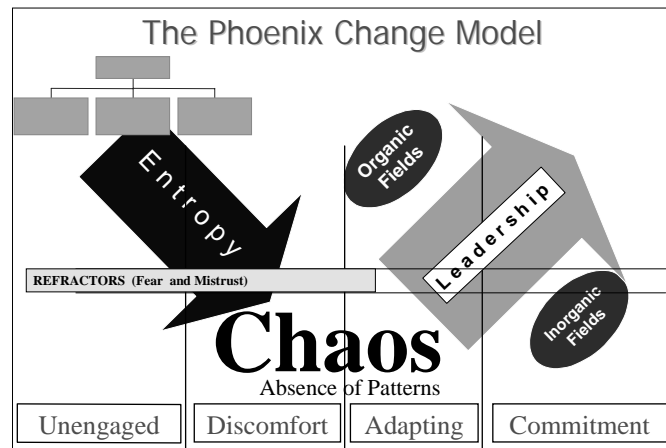 The Phoenix Change Model
Entropy
Organic
Fields
Leadership
REFRACTORS (Fear and Mistrust)
Inorganic
Fields
Chaos
Absence of Patterns
Unengaged
Discomfort
Adapting
Commitment